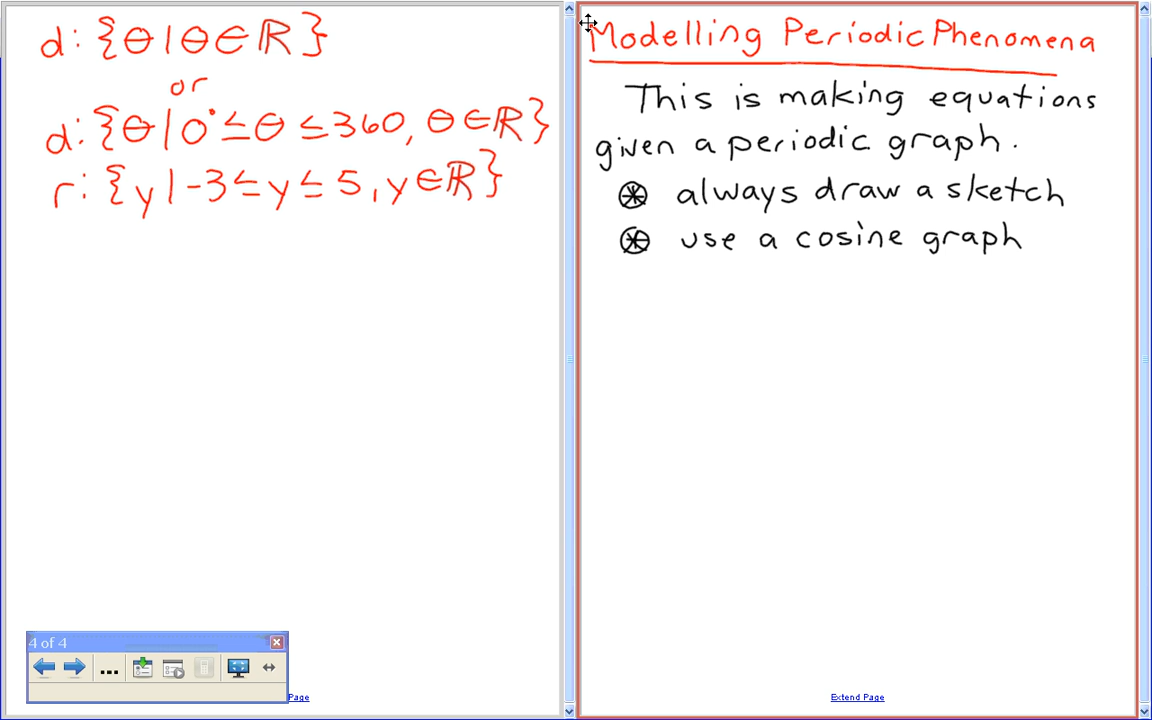 d: {θ|θ∈ℝ}
or
d: {θ|0°≤θ≤360, θ∈ℝ}
r: {y|-3≤y≤5, y∈ℝ}
4 of 4
Page
Modelling Periodic Phenomena
This is making equations
given a periodic graph.
⊛ always draw a sketch
⊛ use a cosine graph
Extend Page